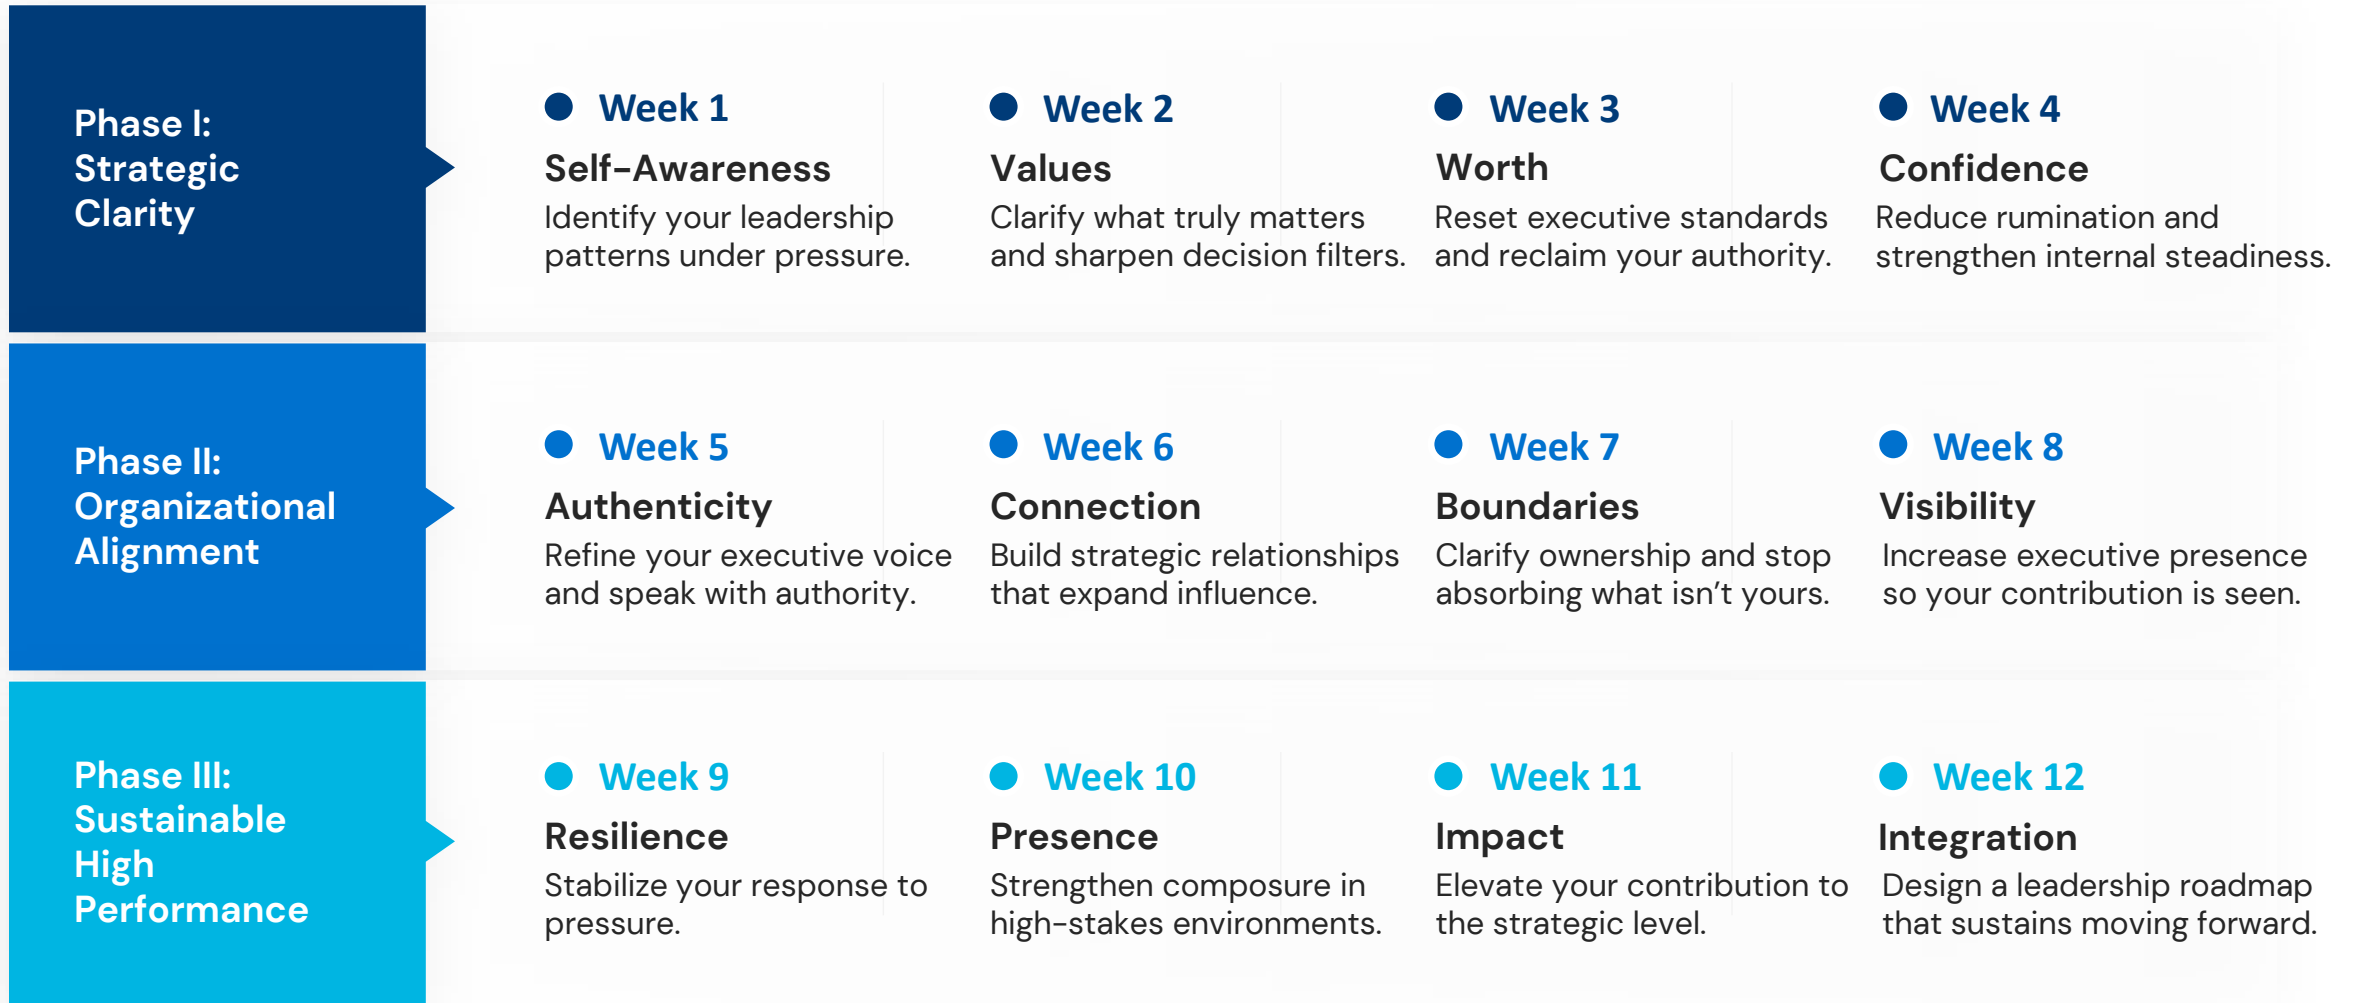 Phase I:
Strategic
Clarity
Week 1
Self-Awareness
Identify your leadership
patterns under pressure.
Week 2
Values
Clarify what truly matters
and sharpen decision filters.
Week 3
Worth
Reset executive standards
and reclaim your authority.
Week 4
Confidence
Reduce rumination and
strengthen internal steadiness.
Phase II:
Organizational
Alignment
Week 5
Authenticity
Refine your executive voice
and speak with authority.
Week 6
Connection
Build strategic relationships
that expand influence.
Week 7
Boundaries
Clarify ownership and stop
absorbing what isn’t yours.
Week 8
Visibility
Increase executive presence
so your contribution is seen.
Phase III:
Sustainable
High
Performance
Week 9
Resilience
Stabilize your response to
pressure.
Week 10
Presence
Strengthen composure in
high-stakes environments.
Week 11
Impact
Elevate your contribution to
the strategic level.
Week 12
Integration
Design a leadership roadmap
that sustains moving forward.